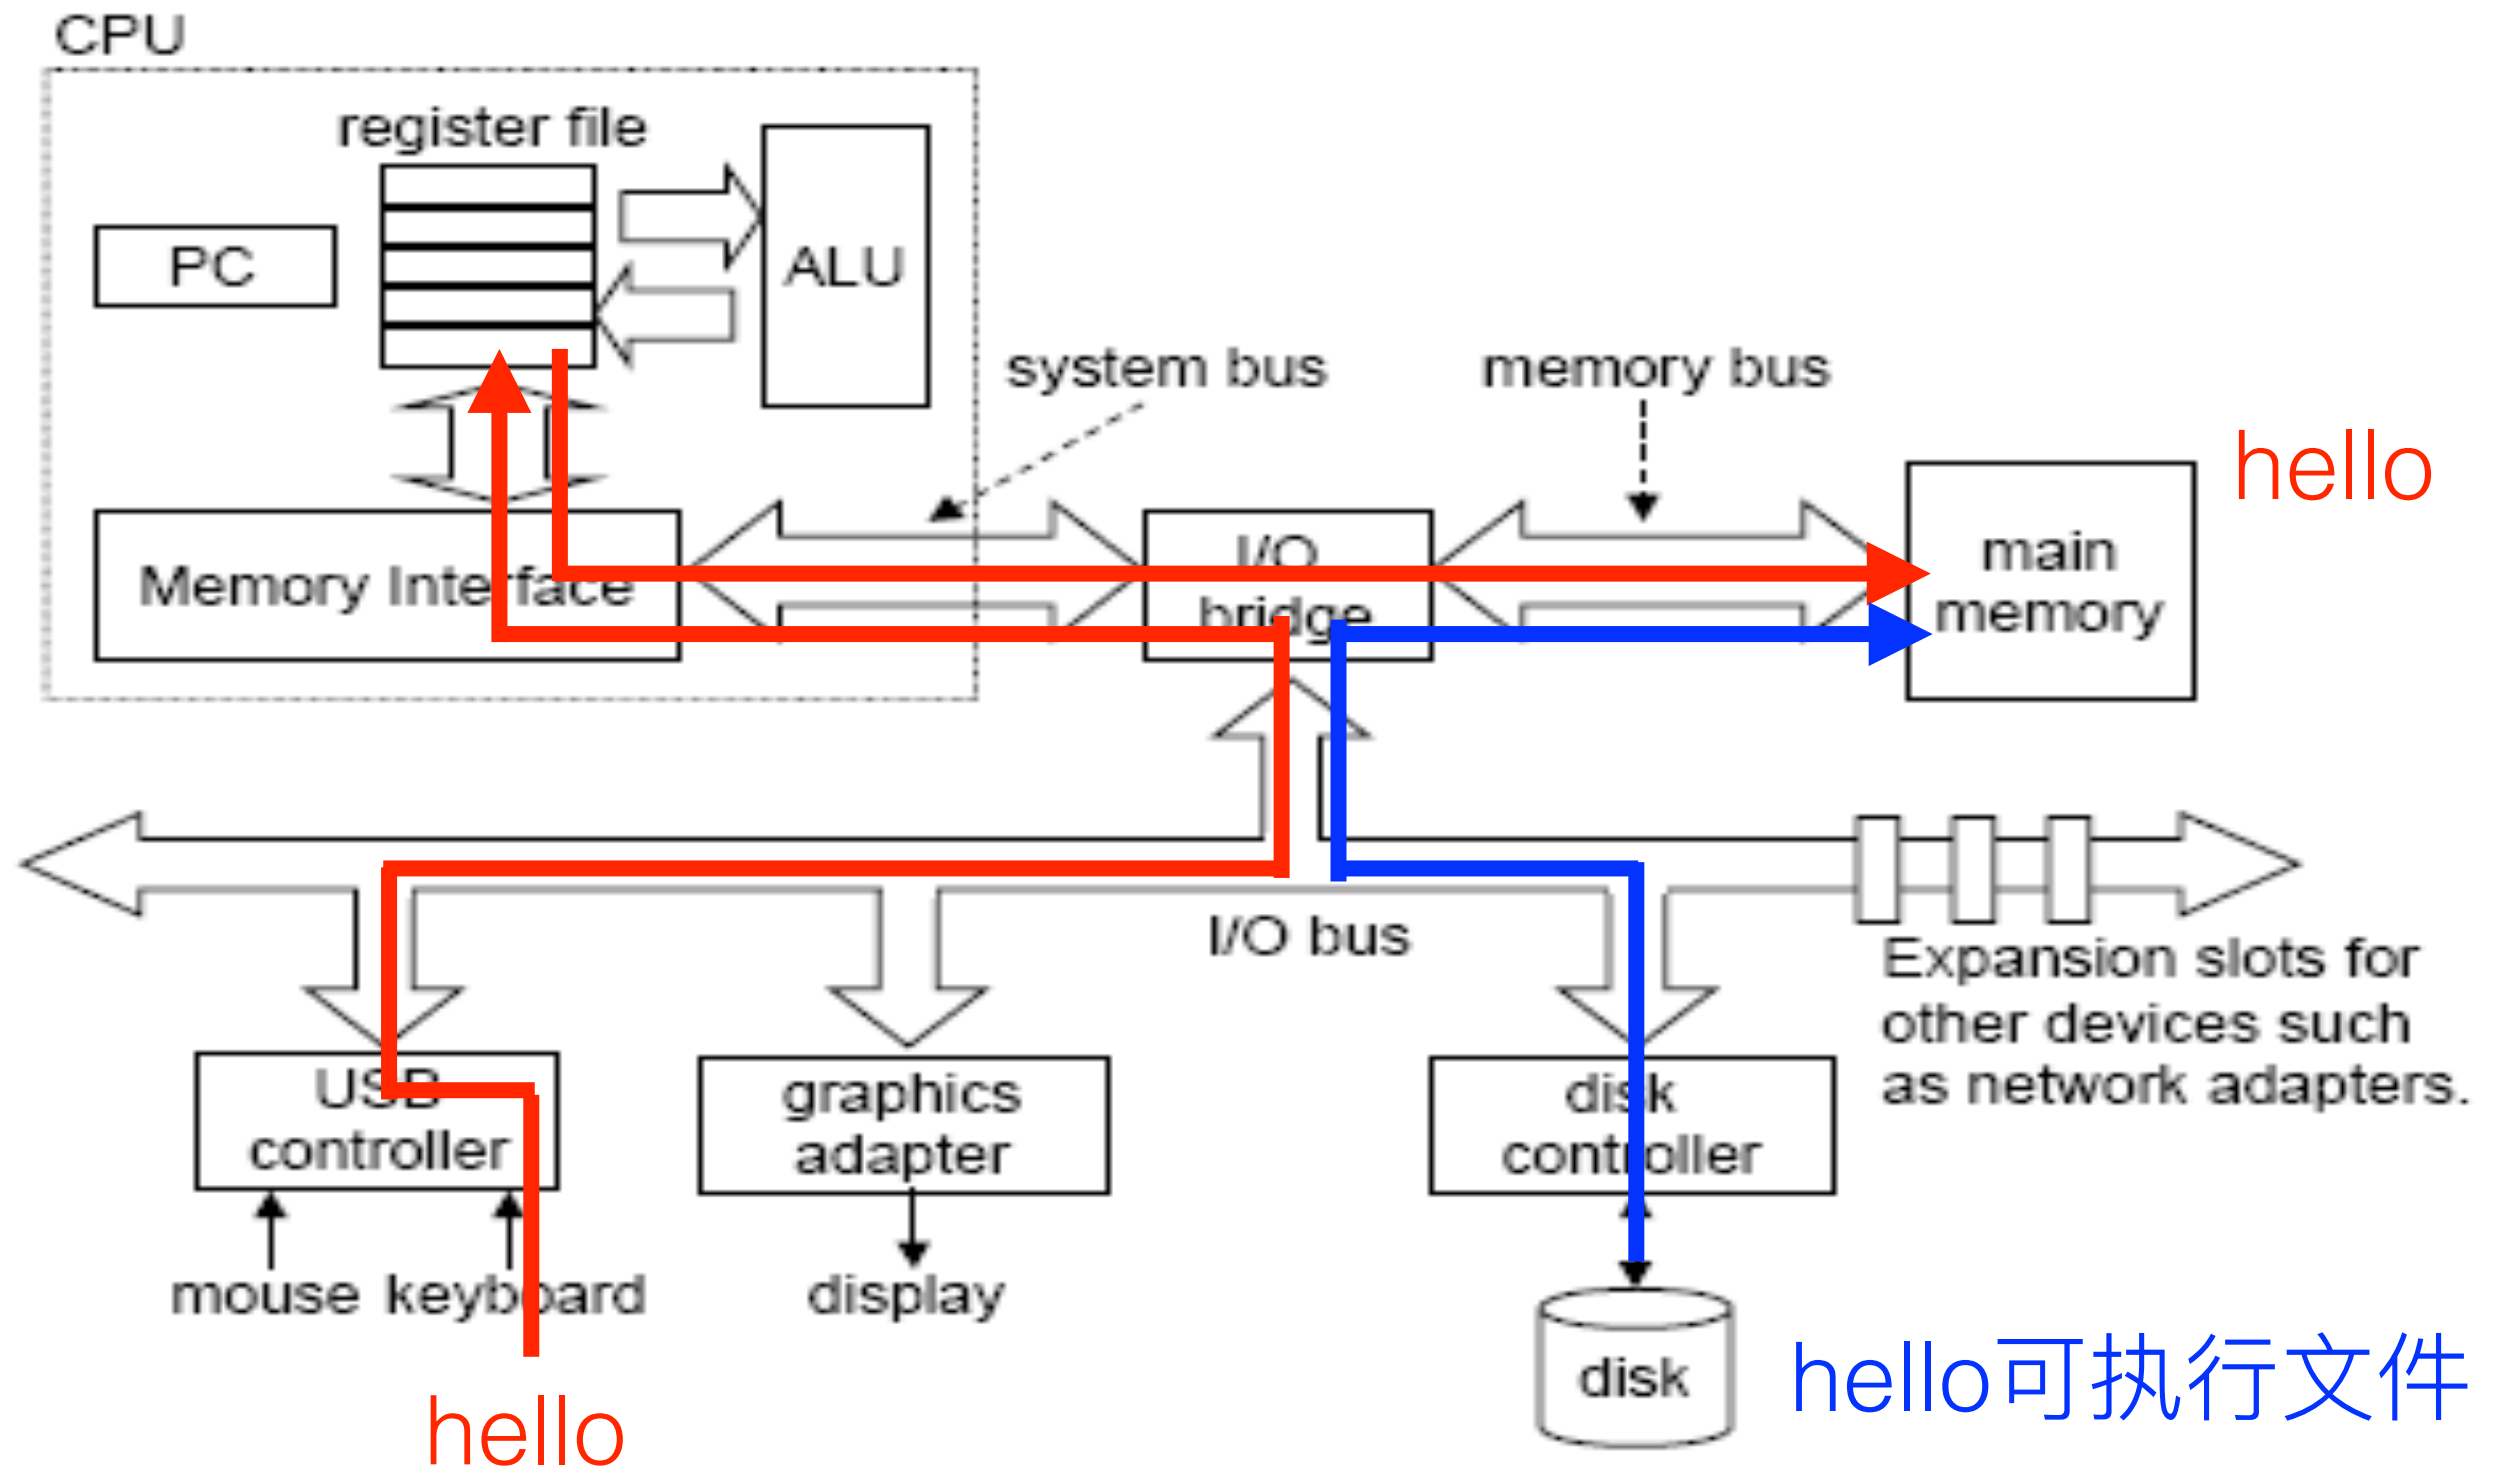 CPU
register file
PC
ALU
system bus
memory bus
hello
Memory Interface
I/O
bridge
main
memory
I/O bus
Expansion slots for
other devices such
as network adapters.
USB
controller
graphics
adapter
disk
controller
mouse
keyboard
display
disk
hello可执行文件
hello